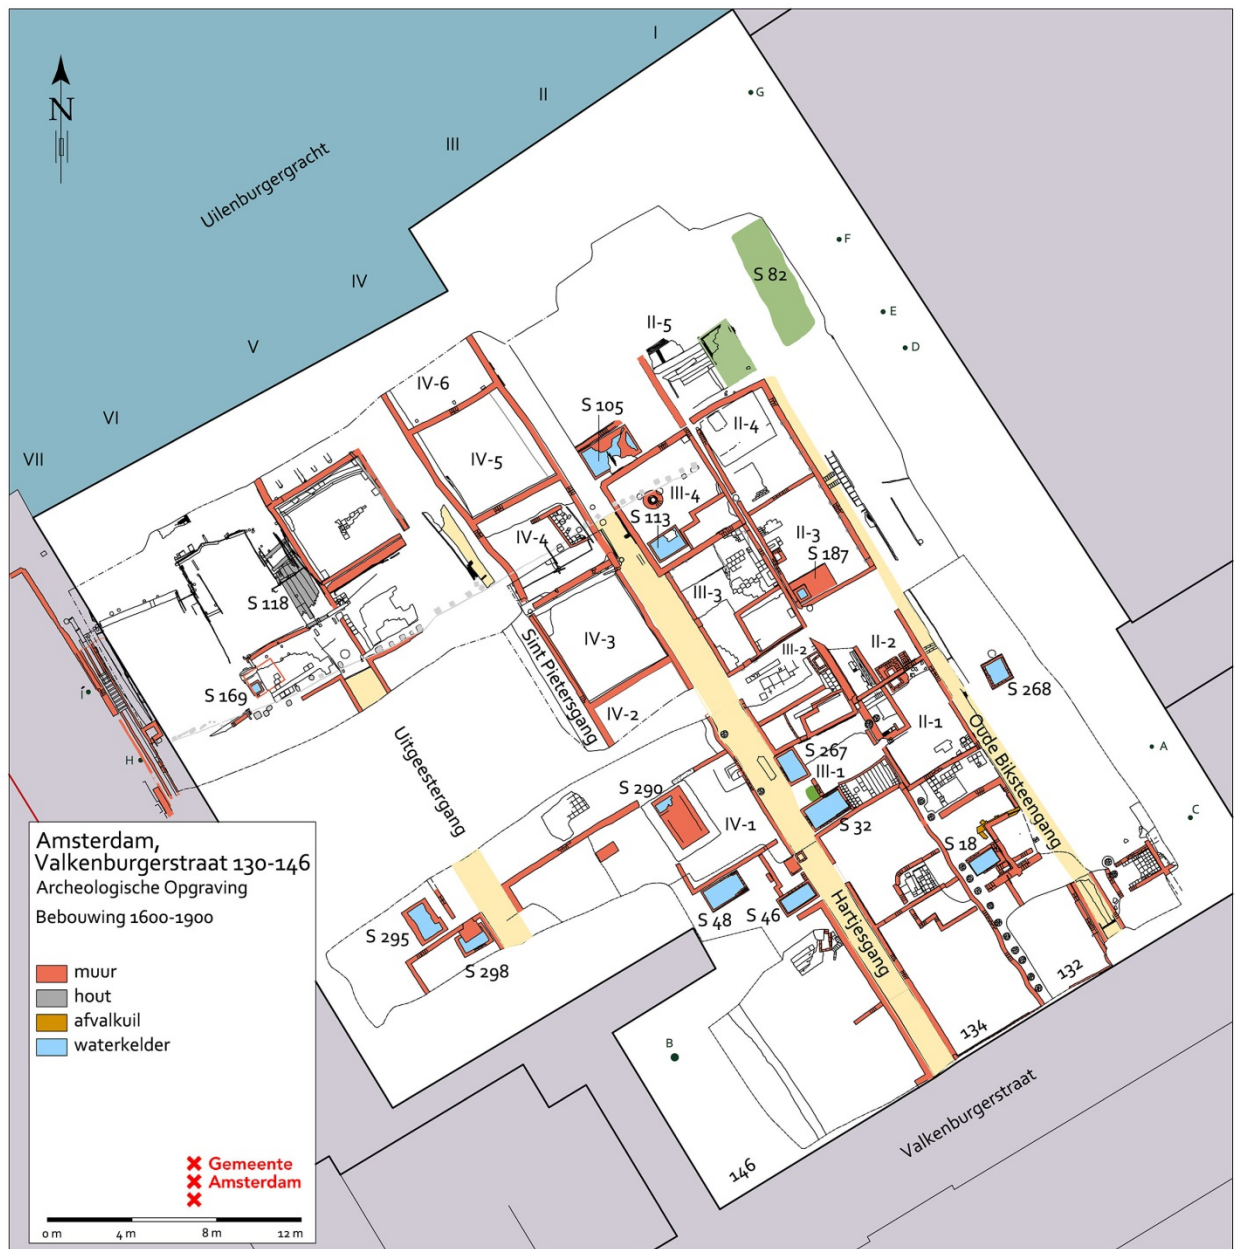 I
II
G
III
N
Uilenburgergracht
F
S 82
IV
E
II-5
D
V
IV-6
S 105
VI
II-4
IV-5
VII
III-4
S 113
IV-4
II-3
S 187
III-3
S 118
IV-3
III-2
II-2
Sint Pietersgang
S 169
S 268
I
IV-2
II-1
Oude Biksteengang
Uitgeestergang
A
H
S 267
S 290
III-1
IV-1
S 32
C
S 18
Hartjesgang
S 48
S 46
S 295
S 298
132
134
B
Valkenburgerstraat
146
Amsterdam,
Valkenburgerstraat 130-146
Archeologische Opgraving
Bebouwing 1600-1900
muur
hout
afvalkuil
waterkelder
Gemeente
Amsterdam
0 m 4 m 8 m 12 m